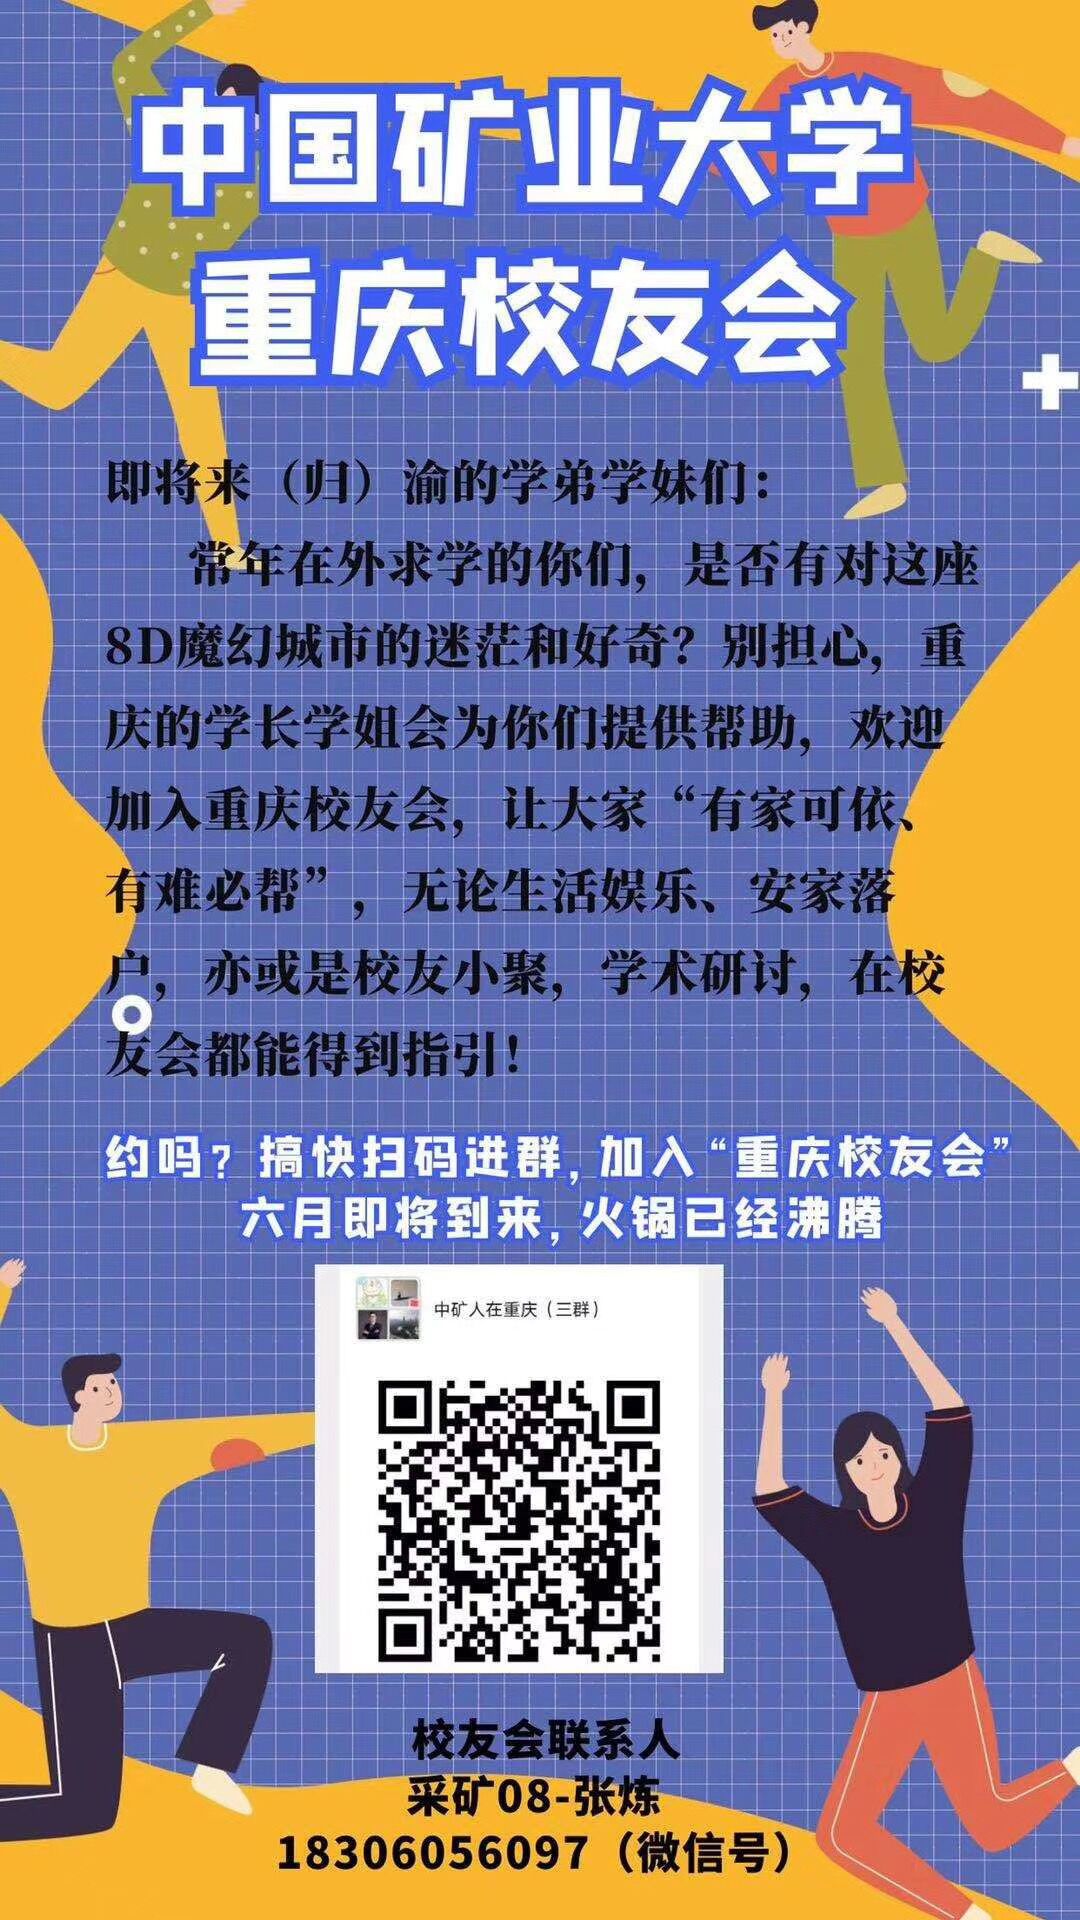 中国矿业大学
重庆校友会
即将来（归）渝的学弟学妹们：
常年在外求学的你们，是否有对这座
8D魔幻城市的迷茫和好奇？别担心，重
庆的学长学姐会为你们提供帮助，欢迎
加入重庆校友会，让大家“有家可依、
有难必帮”，无论生活娱乐、安家落
户，亦或是校友小聚，学术研讨，在校
友会都能得到指引！
约吗？搞快扫码进群，加入“重庆校友会”
六月即将到来，火锅已经沸腾
中矿人在重庆（三群）
校友会联系人
采矿08-张炼
18306056097（微信号）